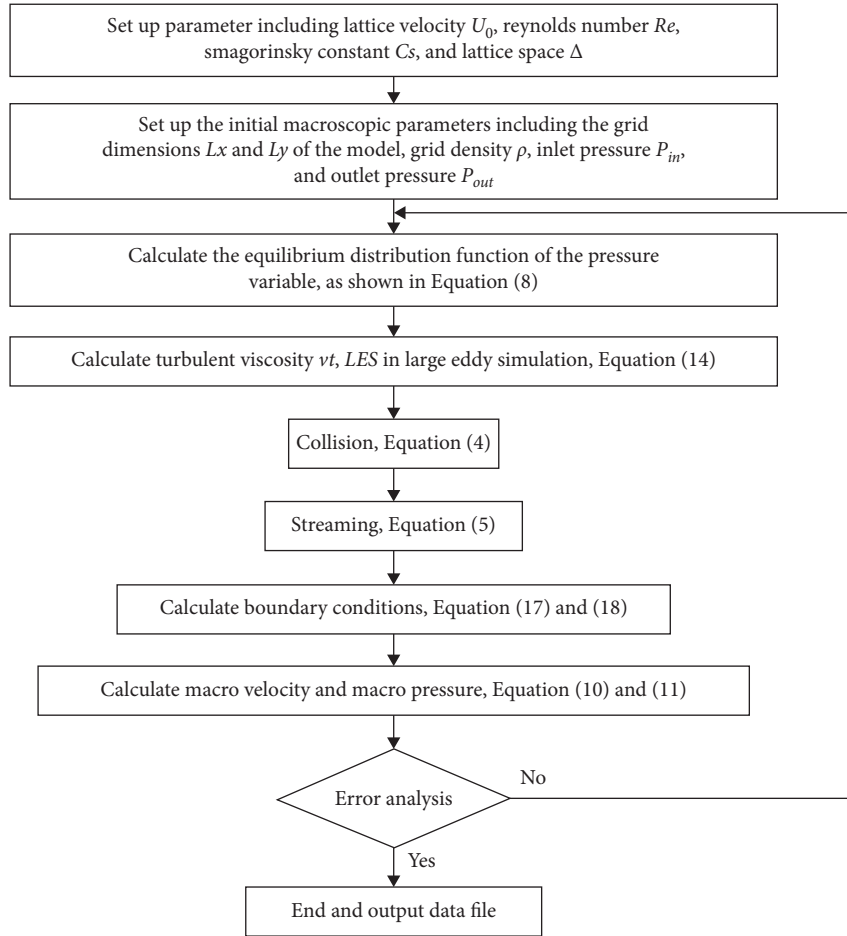 Set up parameter including lattice velocity U₀, reynolds number Re,
smagorinsky constant Cs, and lattice space Δ
Set up the initial macroscopic parameters including the grid
dimensions Lx and Ly of the model, grid density ρ, inlet pressure Pᵢₙ,
and outlet pressure Pₒᵤₜ
Calculate the equilibrium distribution function of the pressure
variable, as shown in Equation (8)
Calculate turbulent viscosity vt, LES in large eddy simulation, Equation (14)
Collision, Equation (4)
Streaming, Equation (5)
Calculate boundary conditions, Equation (17) and (18)
Calculate macro velocity and macro pressure, Equation (10) and (11)
Error analysis
No
Yes
End and output data file